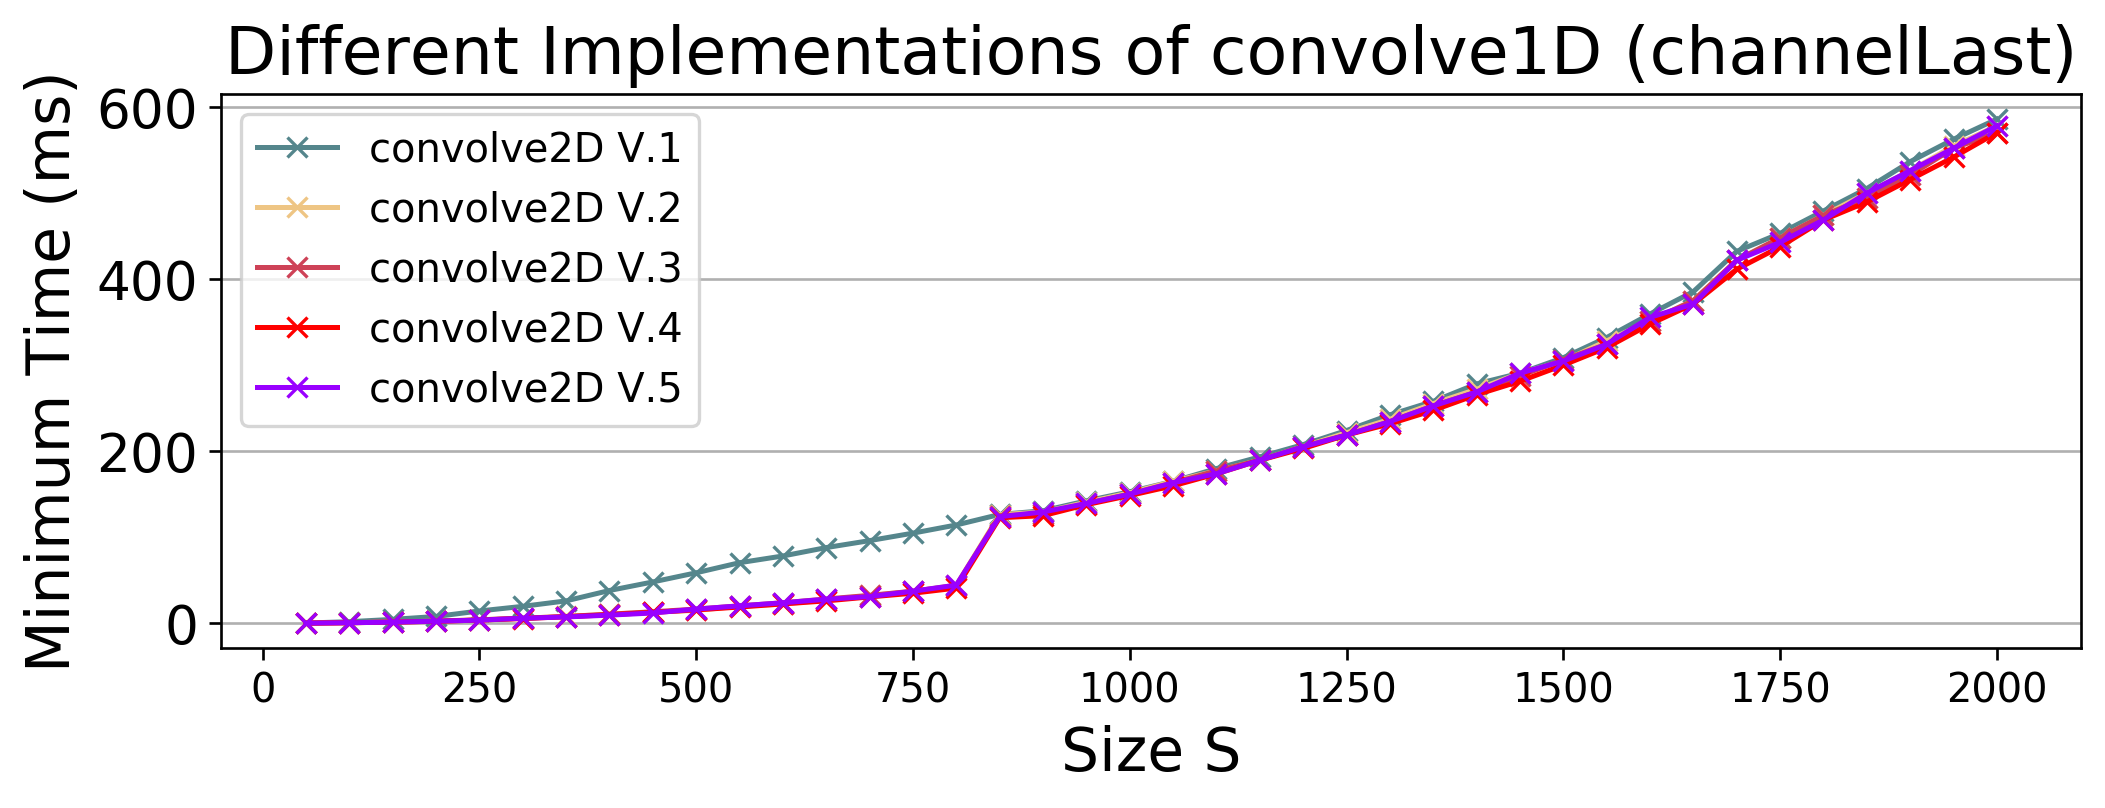 Different Implementations of convolve1D (channelLast)
Minimum Time (ms)
600
400
200
0
convolve2D V.1
convolve2D V.2
convolve2D V.3
convolve2D V.4
convolve2D V.5
0 250 500 750 1000 1250 1500 1750 2000
Size S